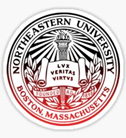 NORTHEASTERN UNIVERSITY
LVX
VERITAS
VIRTVS
BOSTON, MASSACHUSETTS